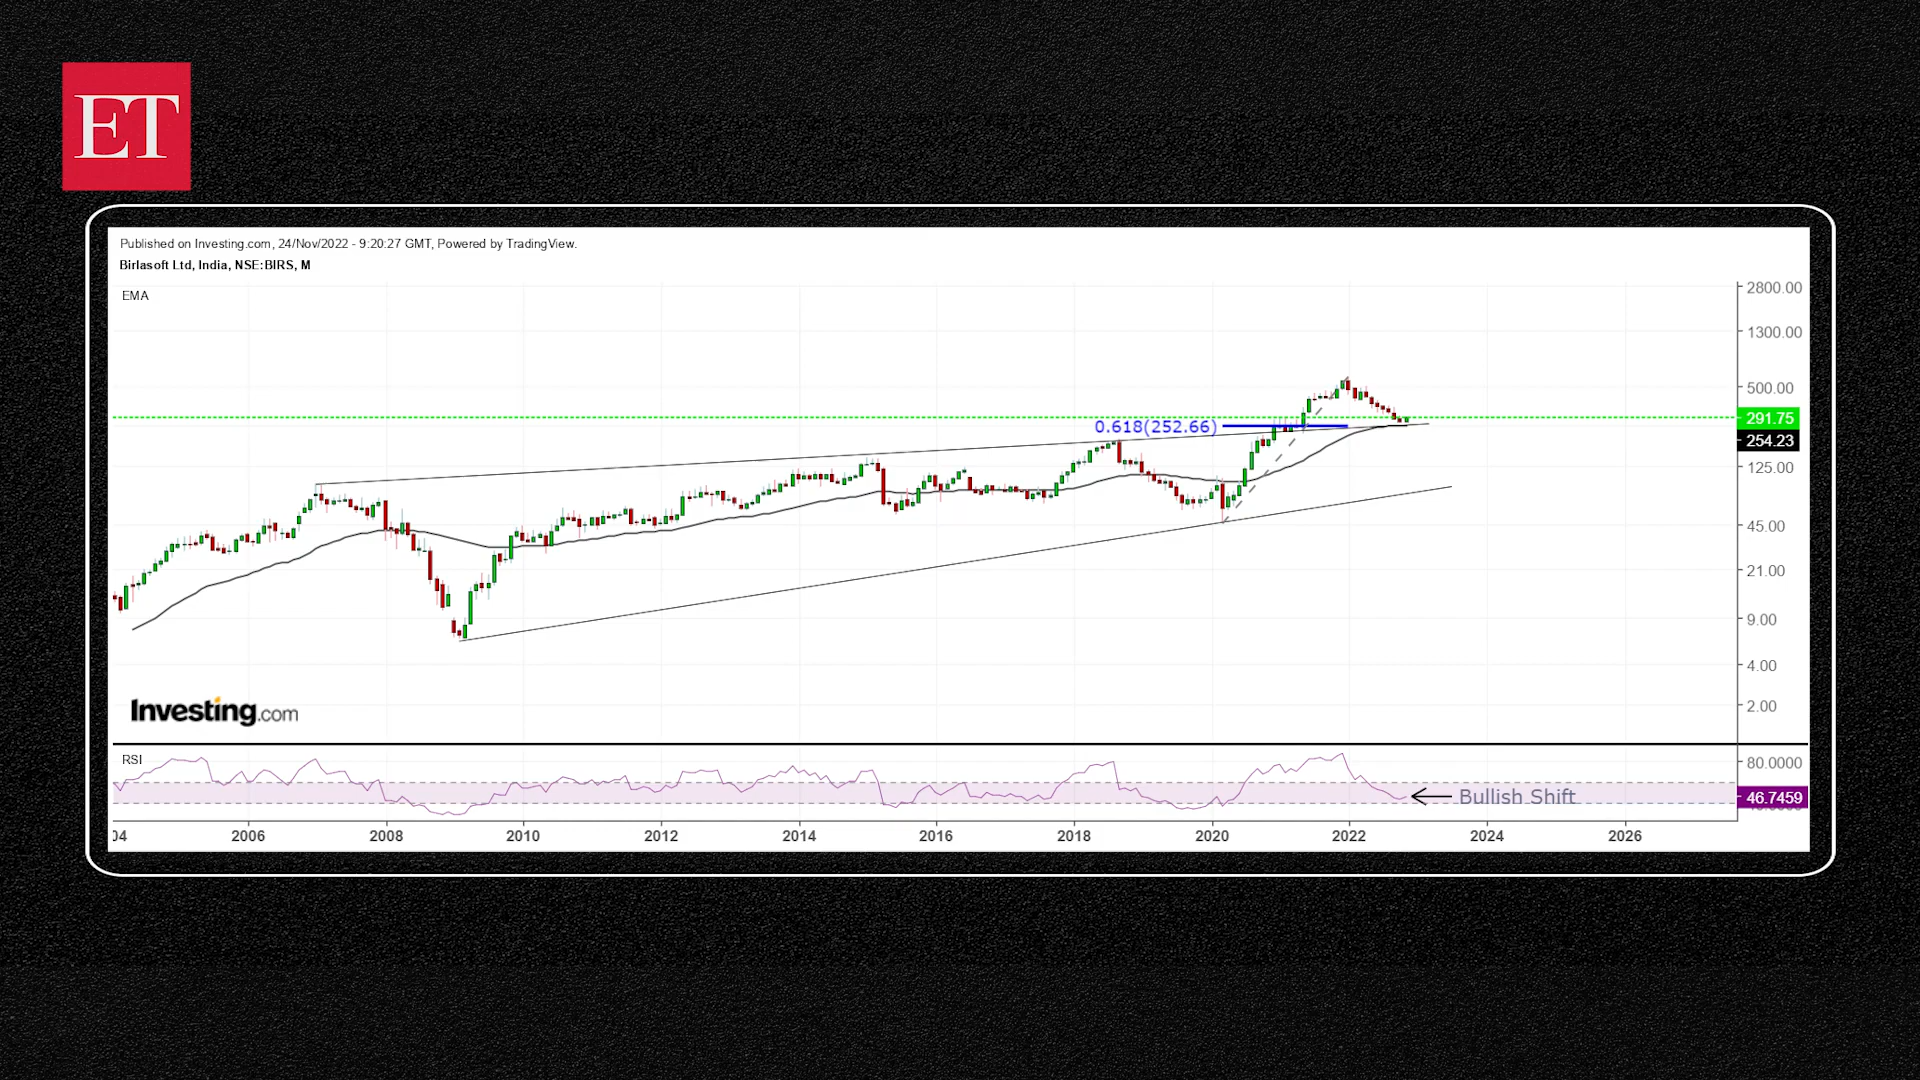 ET
Published on Investing.com, 24/Nov/2022 - 9:20:27 GMT, Powered by TradingView.
Birlasoft Ltd, India, NSE:BIRS, M
EMA
2800.00
1300.00
500.00
291.75
0.618(252.66)
254.23
125.00
45.00
21.00
9.00
4.00
2.00
Investing.com
RSI
80.0000
Bullish Shift
46.7459
04 2006 2008 2010 2012 2014 2016 2018 2020 2022 2024 2026